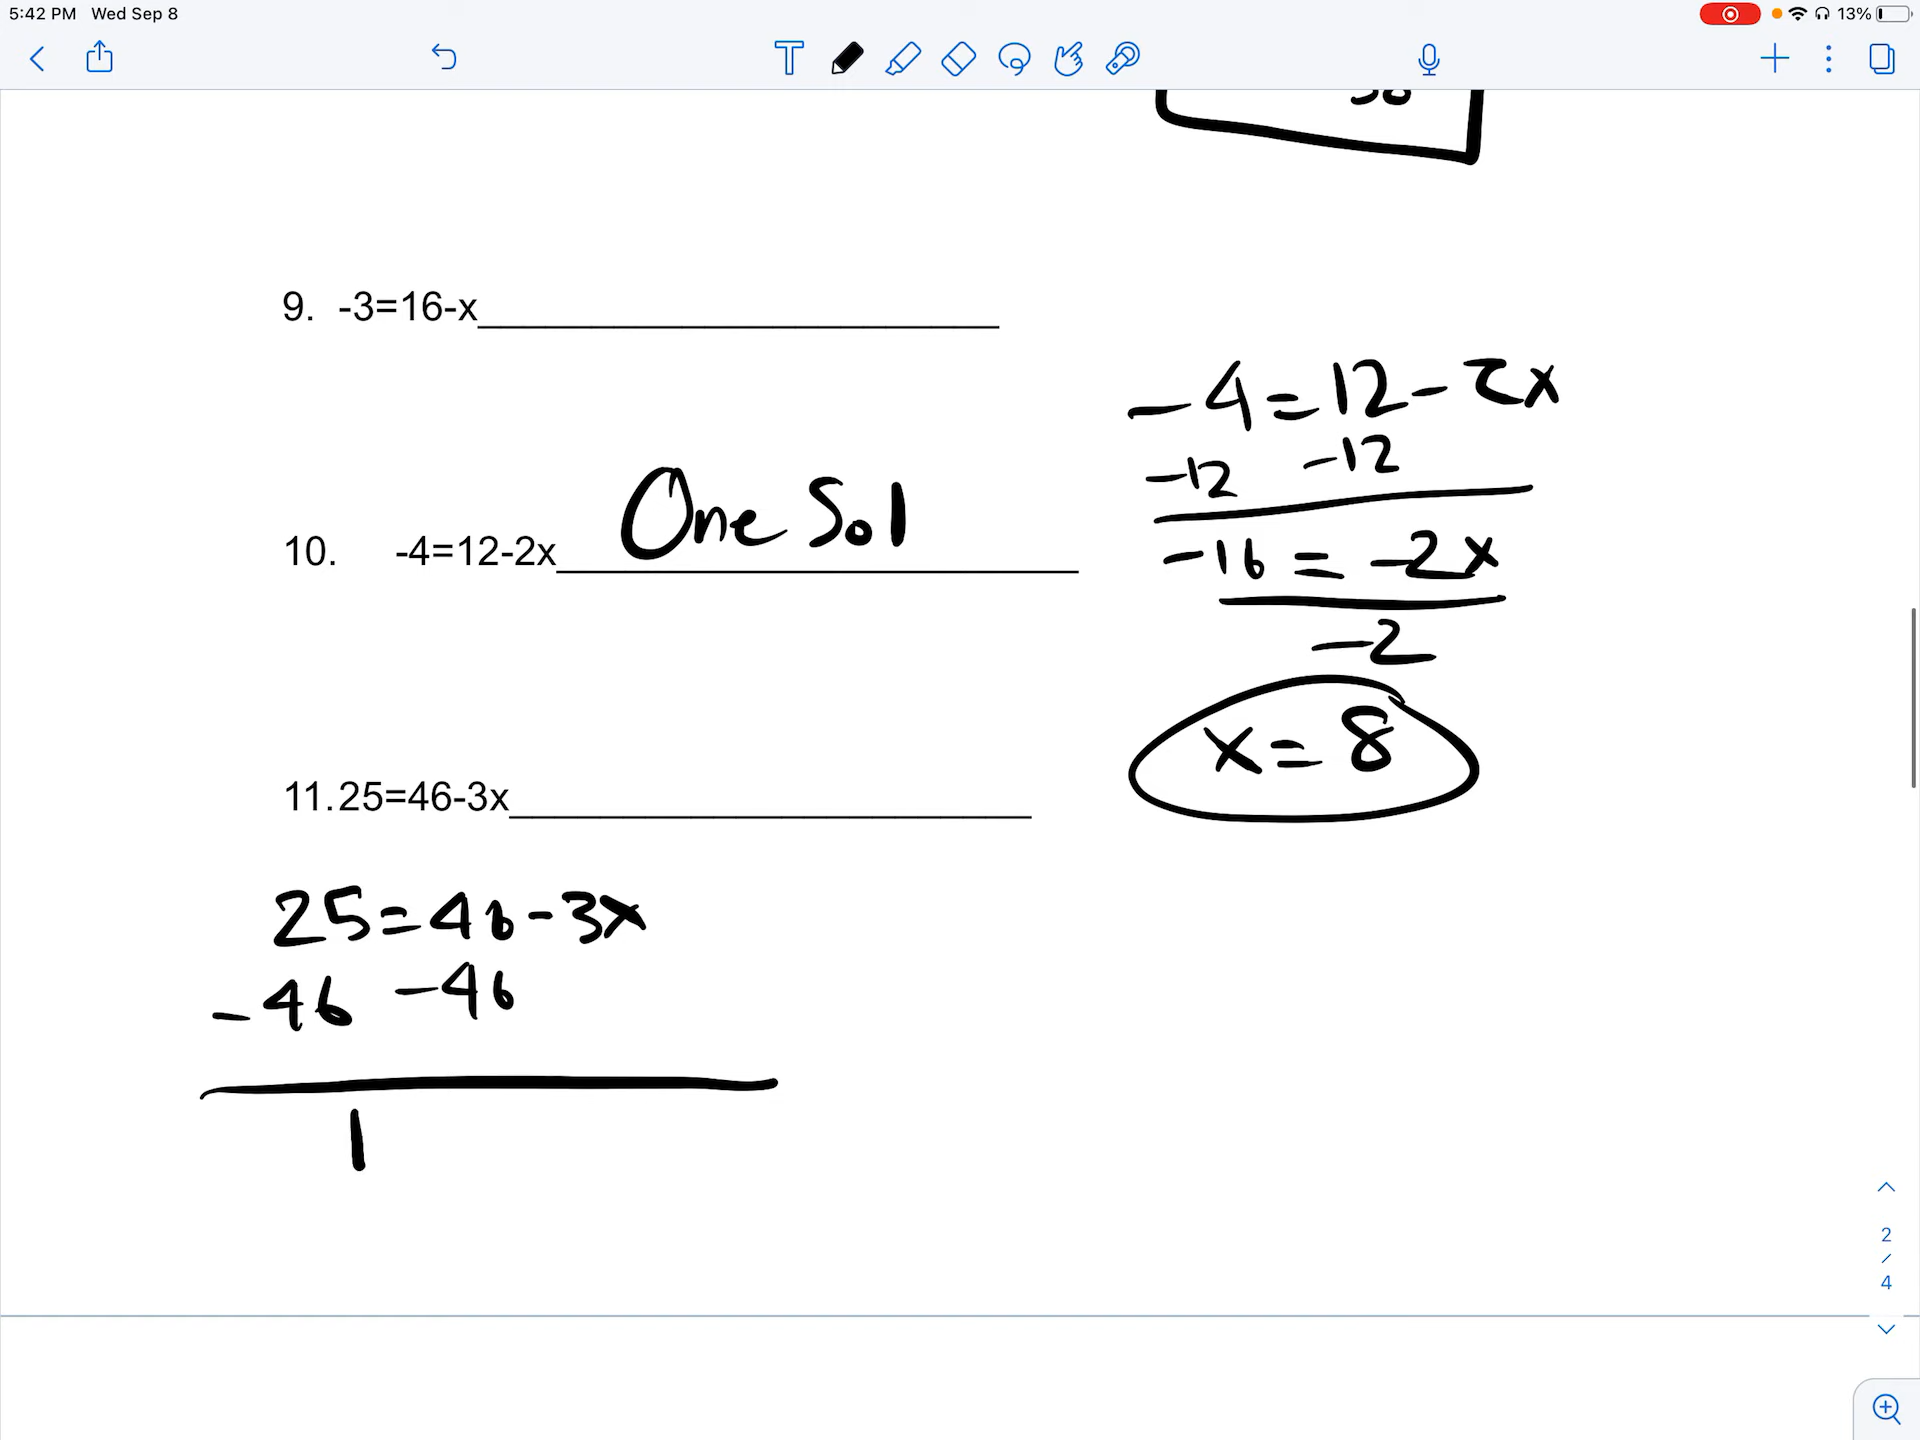 5:42 PM Wed Sep 8 13%
9. -3=16-x
-4=12-2x
-12 -12
-16 = -2x
-2
x=8
10. -4=12-2x One Sol
11. 25=46-3x
25=46-3x
-46 -46
1
2
/
4